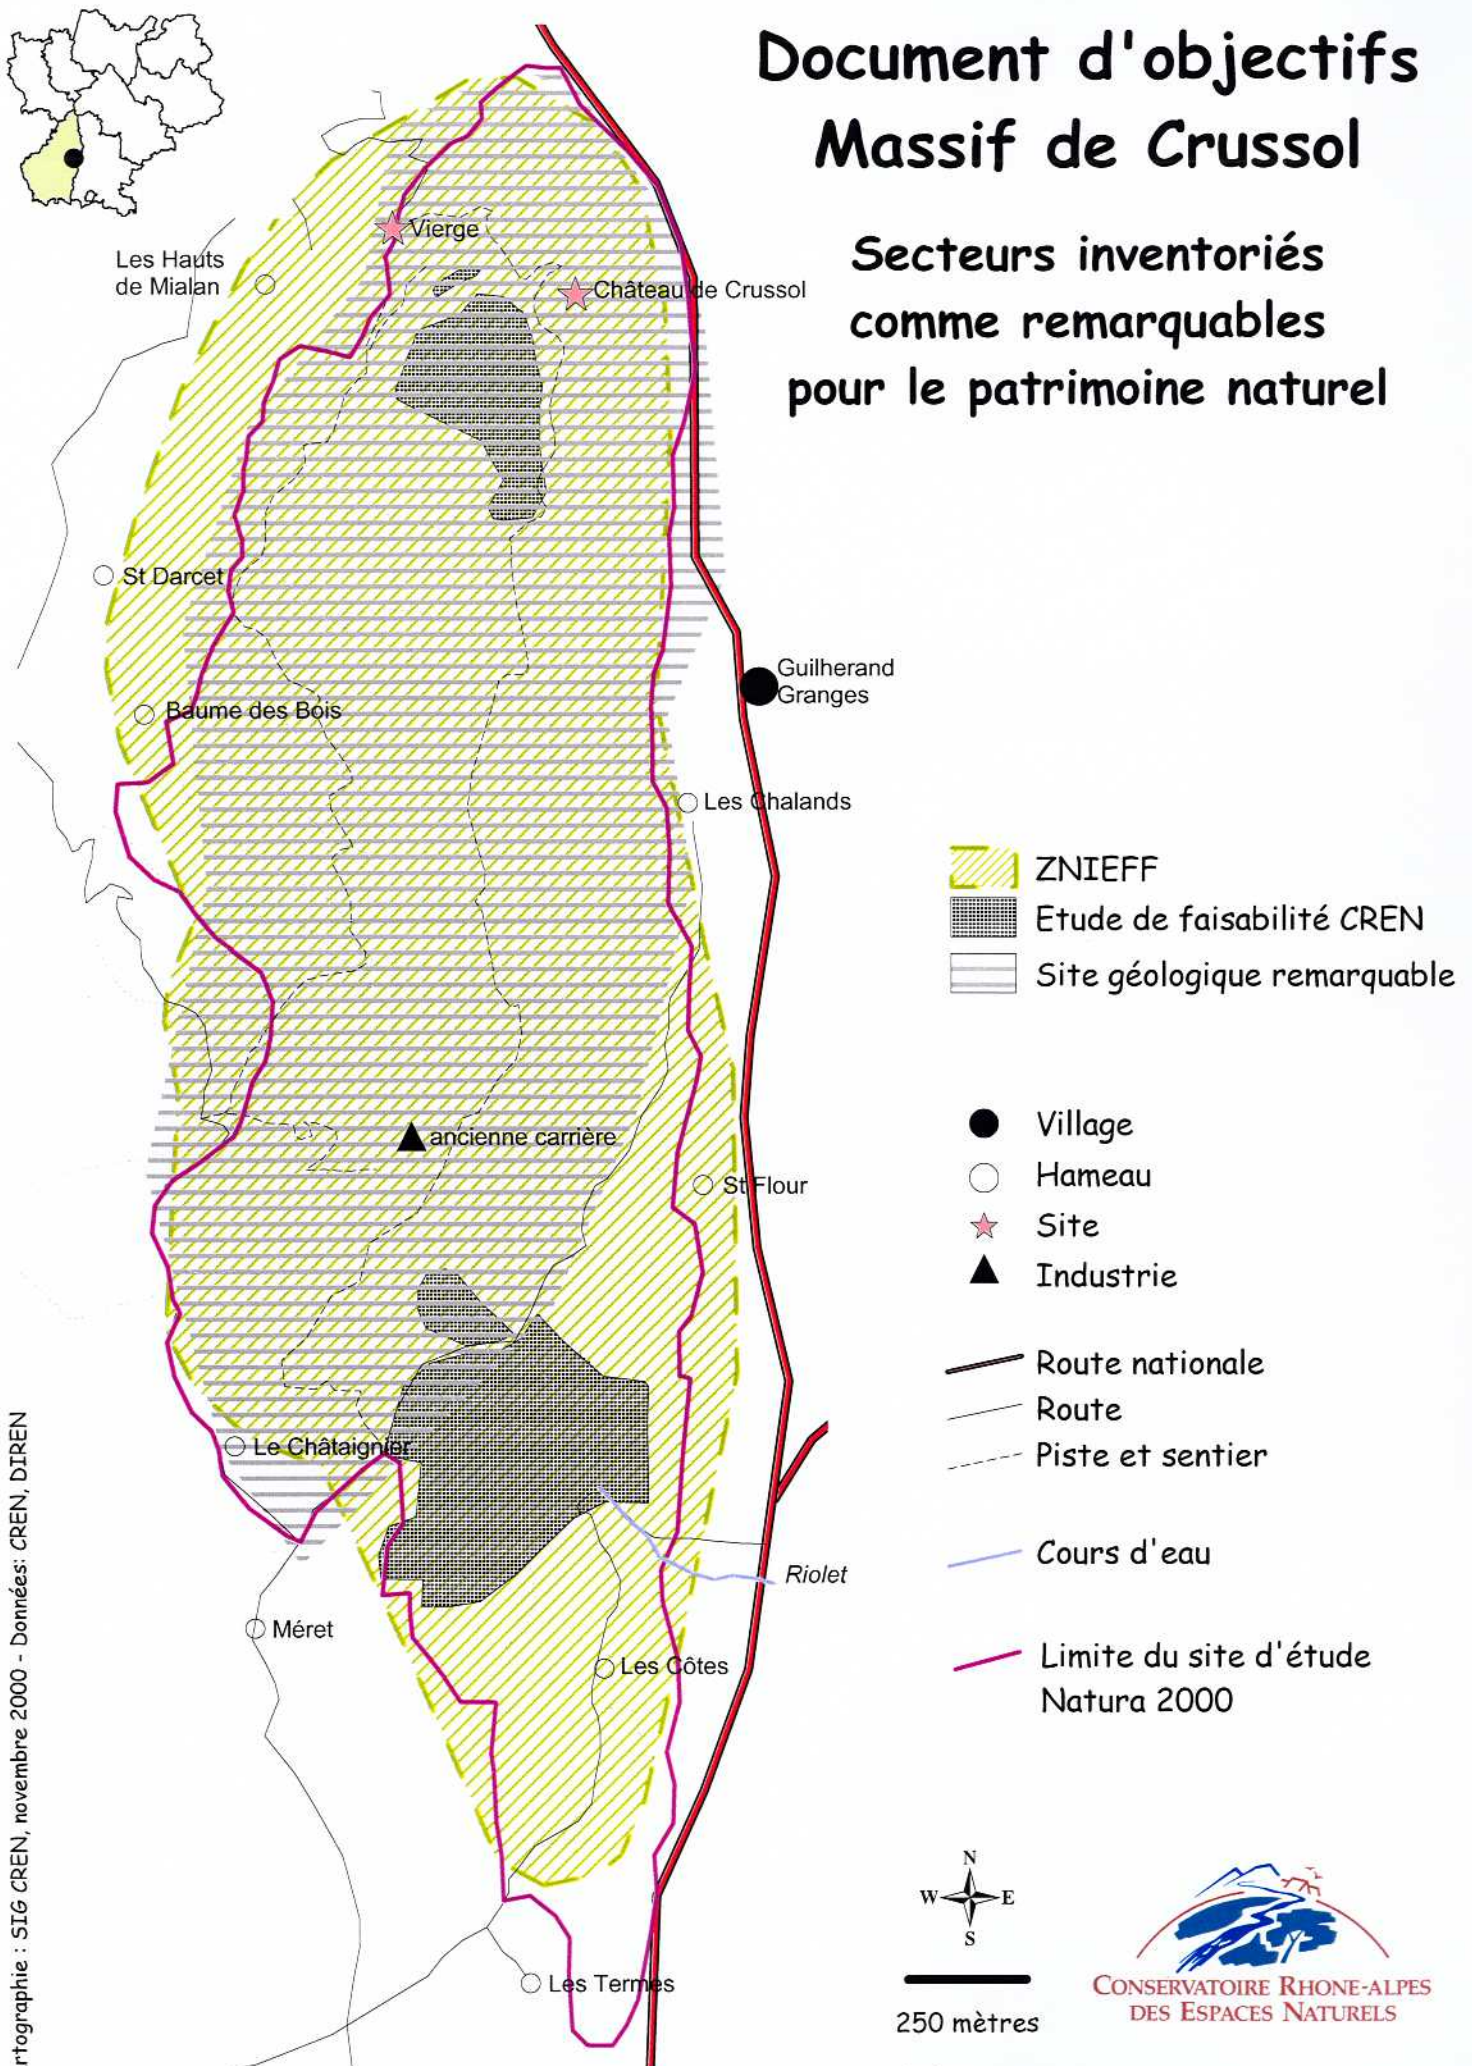 Document d'objectifs
Massif de Crussol
Secteurs inventoriés
comme remarquables
pour le patrimoine naturel
Vierge
Les Hauts
de Mialan
Château de Crussol
St Darcet
Guilherand
Granges
Baume des Bois
Les Chalands
ZNIEFF
Etude de faisabilité CREN
Site géologique remarquable
Village
ancienne carrière
Hameau
St Flour
Site
Industrie
Route nationale
Route
Le Châtaignier
Piste et sentier
Cours d'eau
Riolet
Méret
Les Côtes
Limite du site d'étude
Natura 2000
N
W E
S
Les Termes
250 mètres
CONSERVATOIRE RHONE-ALPES
DES ESPACES NATURELS
rtographie : SIG CREN, novembre 2000 - Données: CREN, DIREN